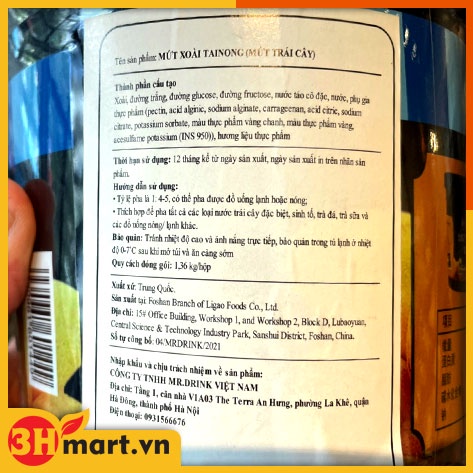 Tên sản phẩm: MỨT XOÀI TAINONG (MỨT TRÁI CÂY)
Thành phần cấu tạo
Xoài, đường trắng, đường glucose, đường fructose, nước táo cô đặc, nước, phụ gia
thực phẩm (pectin, acid alginic, sodium alginate, carrageenan, acid citric, sodium
citrate, potassium sorbate, màu thực phẩm vàng chanh, màu thực phẩm vàng,
acesulfame potassium (INS 950)), hương liệu thực phẩm
Thời hạn sử dụng: 12 tháng kể từ ngày sản xuất, ngày sản xuất in trên nhãn sản
phẩm.
Hướng dẫn sử dụng:
• Tỷ lệ pha là 1: 4-5, có thể pha được đồ uống lạnh hoặc nóng;
• Thích hợp để pha tất cả các loại nước trái cây đặc biệt, sinh tố, trà, trà sữa và
các đồ uống nóng/ lạnh khác.
Bảo quản: Tránh nhiệt độ cao và ánh nắng trực tiếp, bảo quản trong tủ lạnh ở nhiệt
độ 0-7°C sau khi mở túi và ăn càng sớm
Quy cách đóng gói: 1,36 kg/hộp
Xuất xứ: Trung Quốc.
Sản xuất tại: Foshan Branch of Ligao Foods Co., Ltd.
Địa chỉ: 15# Office Building, Workshop 1, and Workshop 2, Block D, Lubaoyuan,
Central Science & Technology Industry Park, Sanshui District, Foshan, China.
Số tự công bố: 04/MRDRINK/2021
Nhập khẩu và chịu trách nhiệm về sản phẩm:
CÔNG TY TNHH MR.DRINK VIỆT NAM
Địa chỉ: Tầng 1, căn nhà V1A03 The Terra An Hưng, phường La Khê, quận
Hà Đông, thành phố Hà Nội
Điện thoại: 0931566676
3Hmart.vn